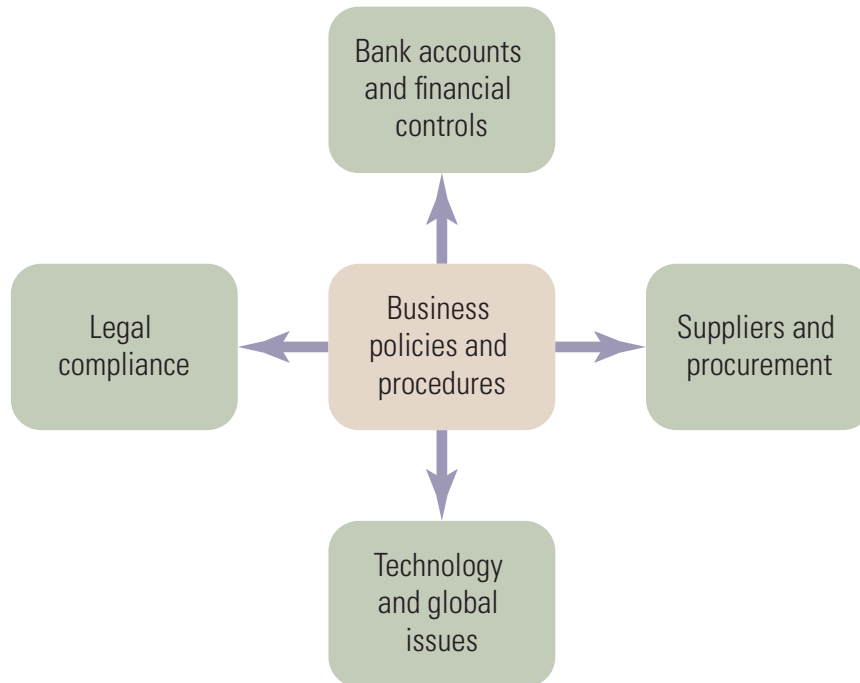 Bank accounts
and financial
controls
Legal
compliance
Business
policies and
procedures
Suppliers and
procurement
Technology
and global
issues